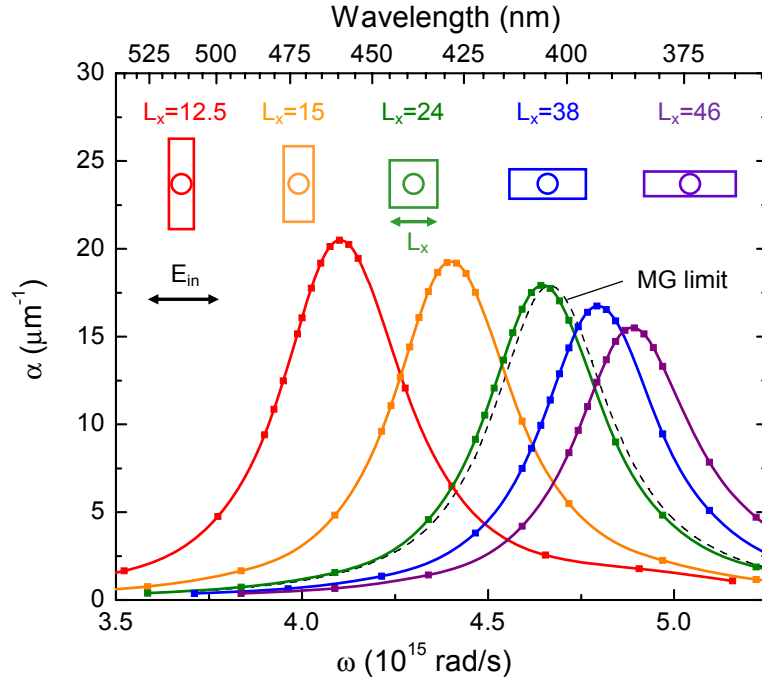 Wavelength (nm)
525 500 475 450 425 400 375
30
25
20
15
10
5
0
α (μm⁻¹)
Lₓ=12.5 Lₓ=15 Lₓ=24 Lₓ=38 Lₓ=46
Lₓ
E_in
MG limit
3.5 4.0 4.5 5.0
ω (10¹⁵ rad/s)